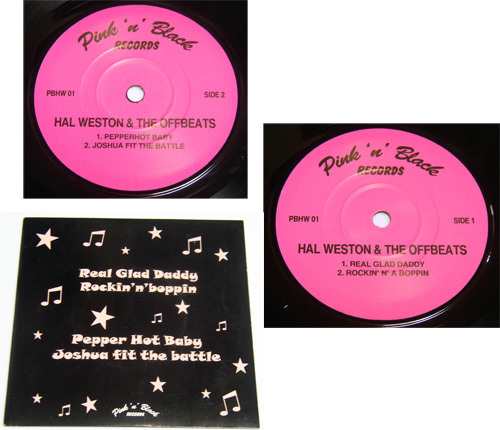 Pink 'n' Black
RECORDS
PBHW 01
SIDE 2
HAL WESTON & THE OFFBEATS
1. PEPPERHOT BABY
2. JOSHUA FIT THE BATTLE
Pink 'n' Black
RECORDS
PBHW 01
SIDE 1
HAL WESTON & THE OFFBEATS
1. REAL GLAD DADDY
2. ROCKIN' N' A BOPPIN
Real Glad Daddy
Rockin'n'boppin
Pepper Hot Baby
Joshua fit the battle
Pink 'n' Black
RECORDS